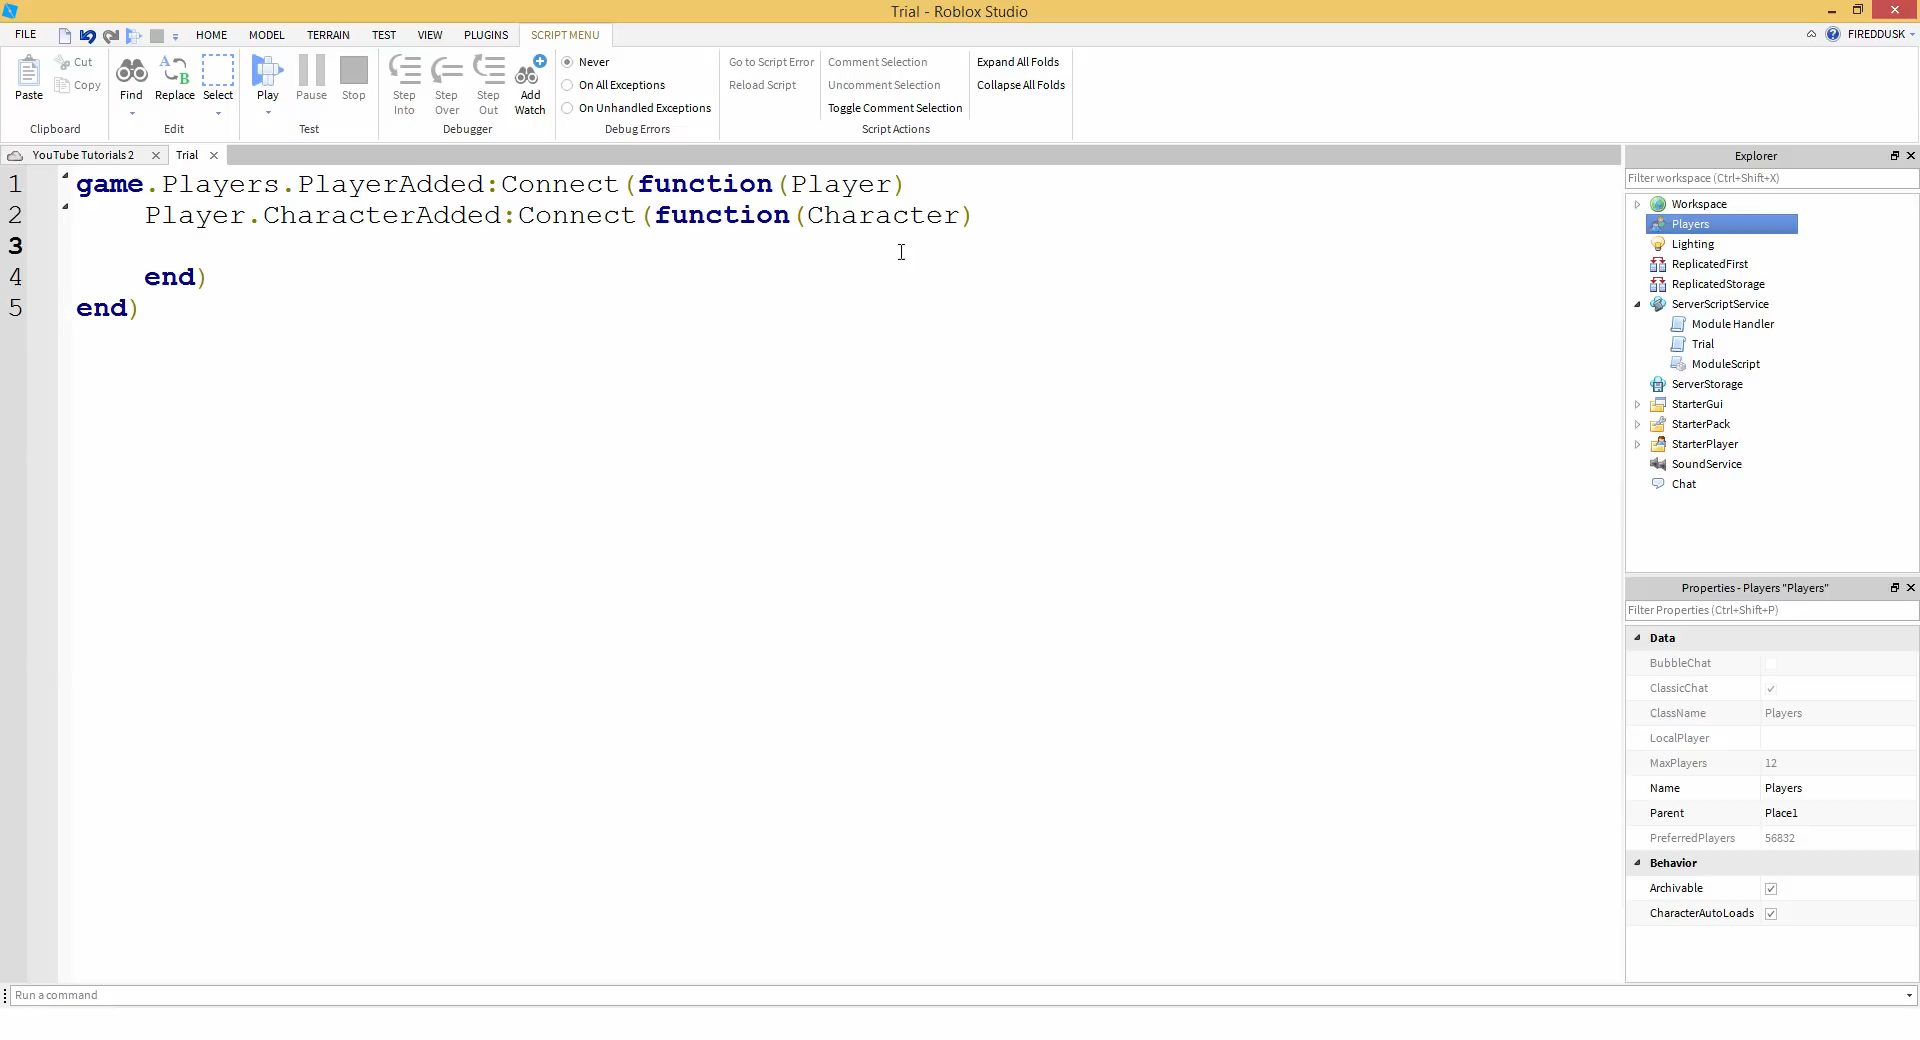 Trial - Roblox Studio
FILE HOME MODEL TERRAIN TEST VIEW PLUGINS SCRIPT MENU FIREDDUSK
Paste
Cut
Copy
Clipboard
Find
Replace
Select
Edit
Play
Pause
Stop
Test
Step Into
Step Over
Step Out
Add Watch
Debugger
Never
On All Exceptions
On Unhandled Exceptions
Debug Errors
Go to Script Error
Reload Script
Comment Selection
Uncomment Selection
Toggle Comment Selection
Script Actions
Expand All Folds
Collapse All Folds
YouTube Tutorials 2
Trial
1 game.Players.PlayerAdded:Connect(function(Player)
2 Player.CharacterAdded:Connect(function(Character)
3
4 end)
5 end)
Explorer
Filter workspace (Ctrl+Shift+X)
Workspace
Players
Lighting
ReplicatedFirst
ReplicatedStorage
ServerScriptService
Module Handler
Trial
ModuleScript
ServerStorage
StarterGui
StarterPack
StarterPlayer
SoundService
Chat
Properties - Players "Players"
Filter Properties (Ctrl+Shift+P)
Data
BubbleChat
ClassicChat
ClassName Players
LocalPlayer
MaxPlayers 12
Name Players
Parent Place1
PreferredPlayers 56832
Behavior
Archivable
CharacterAutoLoads
Run a command